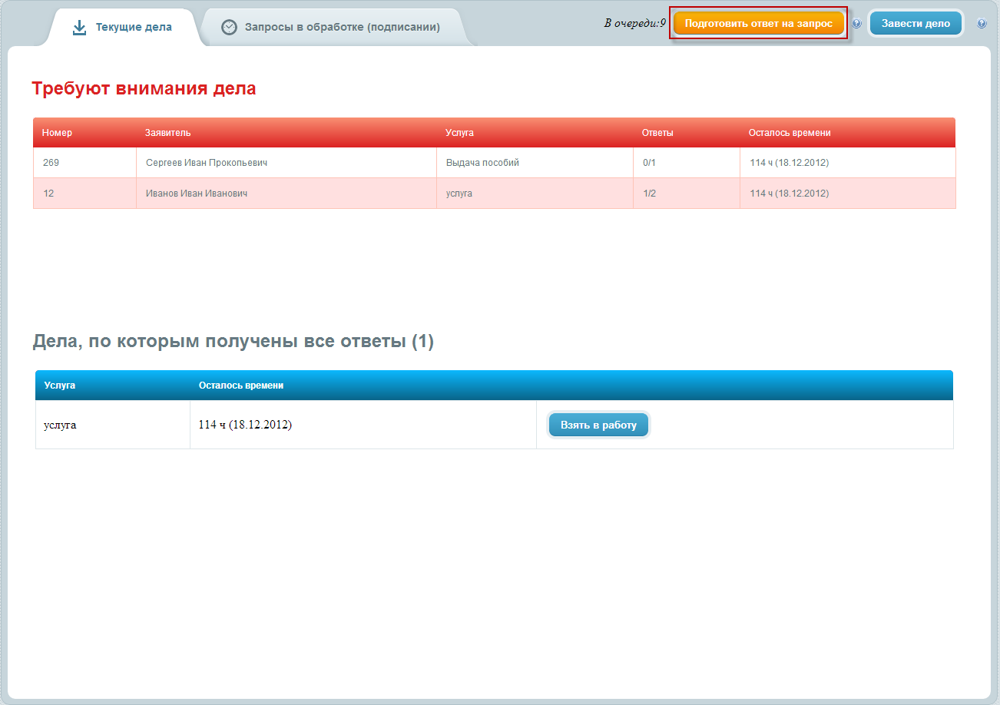 Текущие дела Запросы в обработке (подписании) В очереди:9 Подготовить ответ на запрос Завести дело
Требуют внимания дела
Номер Заявитель Услуга Ответы Осталось времени
269 Сергеев Иван Прокопьевич Выдача пособий 0/1 114 ч (18.12.2012)
12 Иванов Иван Иванович услуга 1/2 114 ч (18.12.2012)
Дела, по которым получены все ответы (1)
Услуга Осталось времени
услуга 114 ч (18.12.2012) Взять в работу